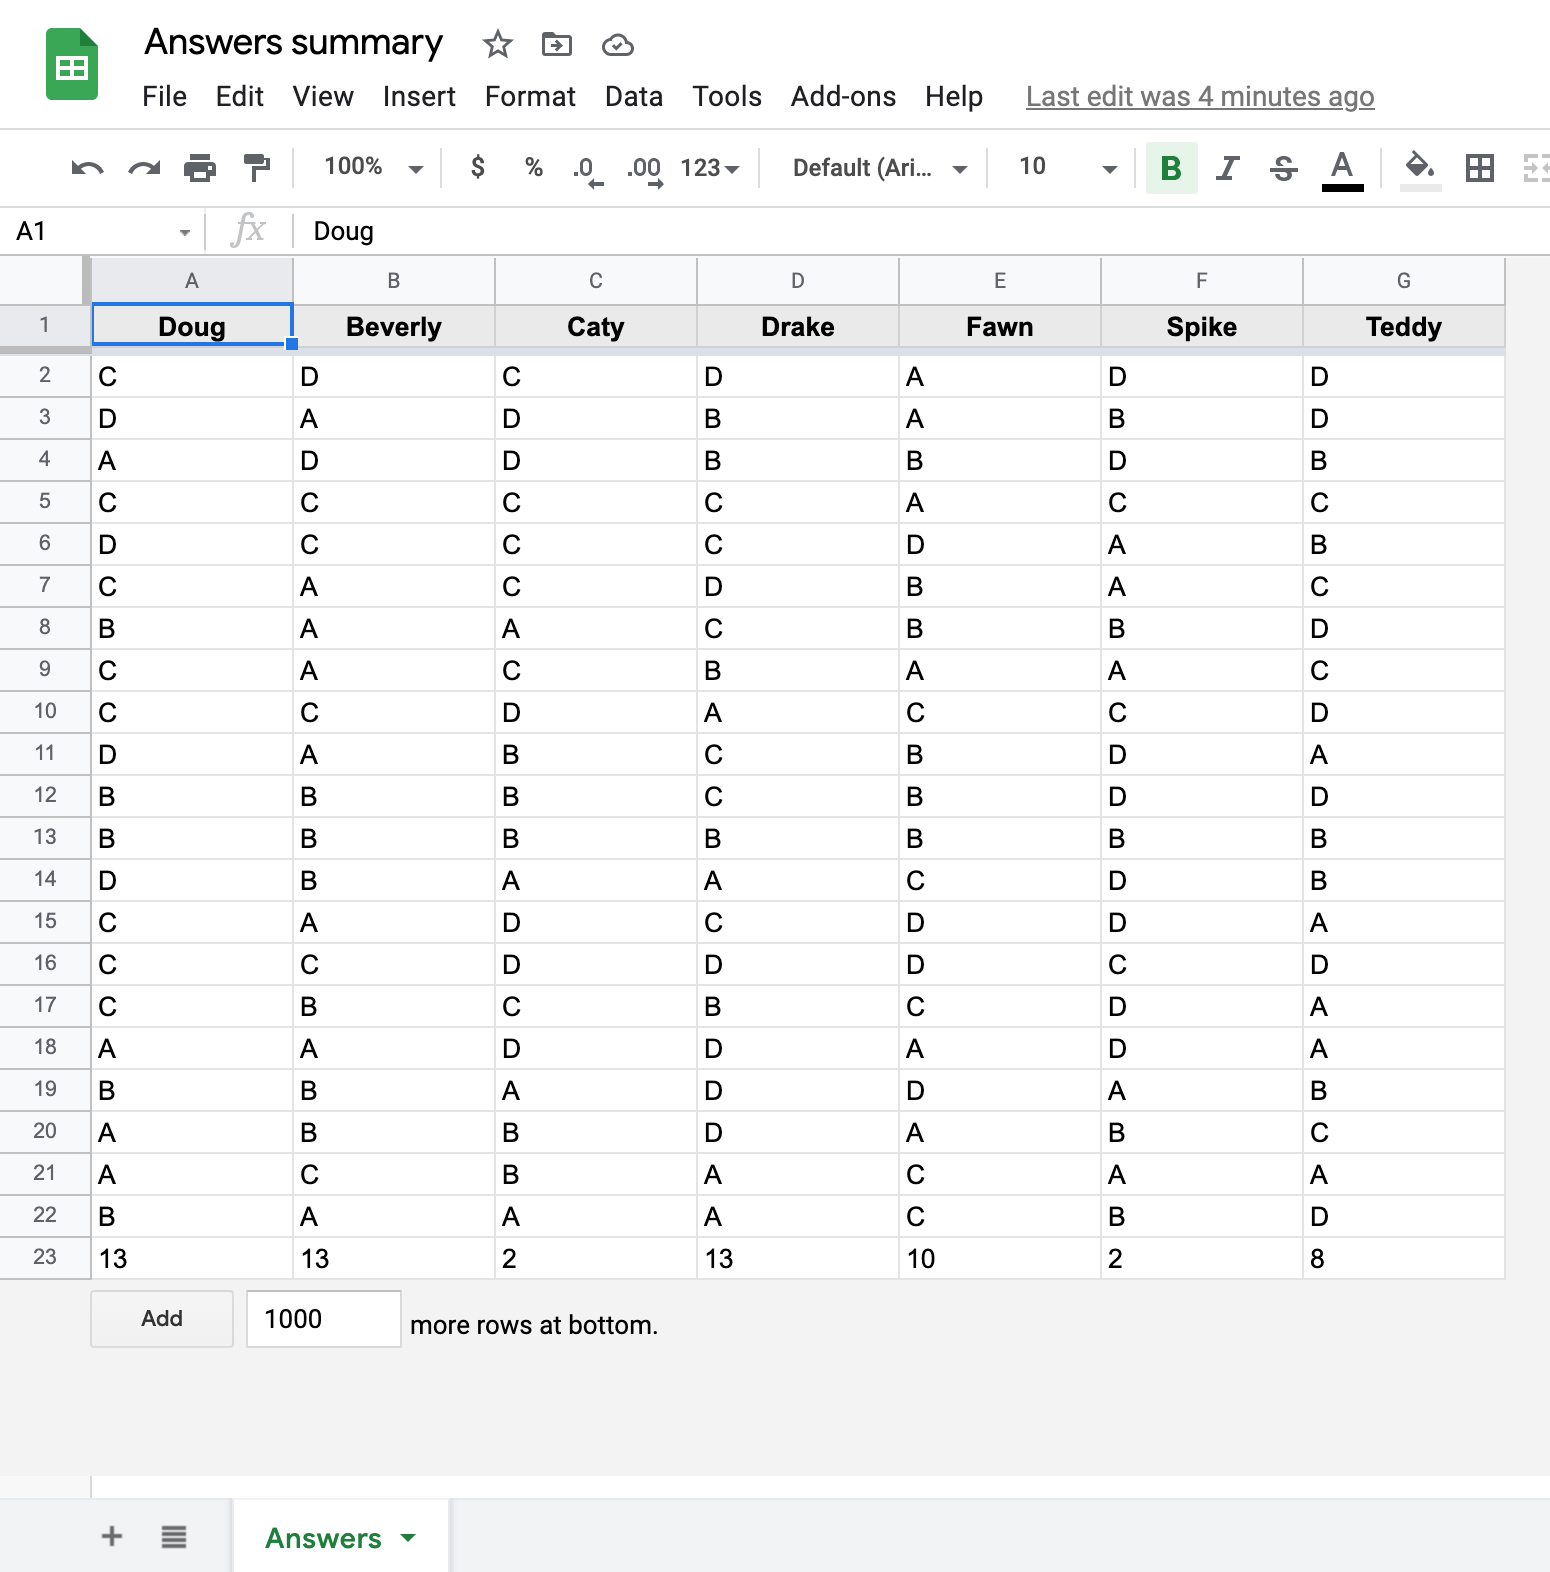 Answers summary
File Edit View Insert Format Data Tools Add-ons Help Last edit was 4 minutes ago
100% $ % .0 .00 123 Default (Ari... 10 B I S A
A1 fx Doug
A B C D E F G
1 Doug Beverly Caty Drake Fawn Spike Teddy
2 C D C D A D D
3 D A D B A B D
4 A D D B B D B
5 C C C C A C C
6 D C C C D A B
7 C A C D B A C
8 B A A C B B D
9 C A C B A A C
10 C C D A C C D
11 D A B C B D A
12 B B B C B D D
13 B B B B B B B
14 D B A A C D B
15 C A D C D D A
16 C C D D D C D
17 C B C B C D A
18 A A D D A D A
19 B B A D D A B
20 A B B D A B C
21 A C B A C A A
22 B A A A C B D
23 13 13 2 13 10 2 8
Add 1000 more rows at bottom.
Answers